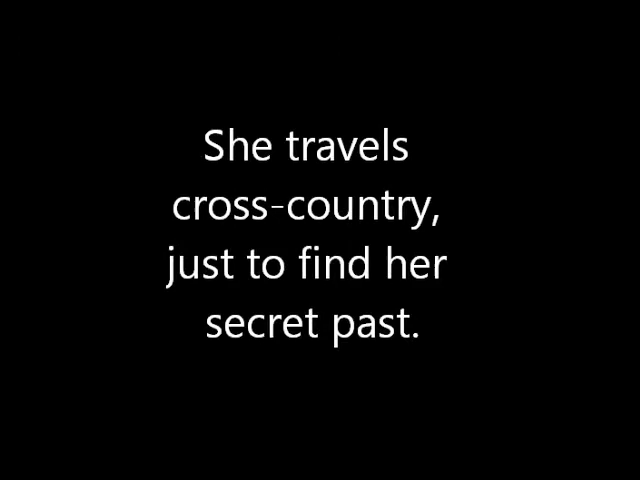 She travels
cross-country,
just to find her
secret past.